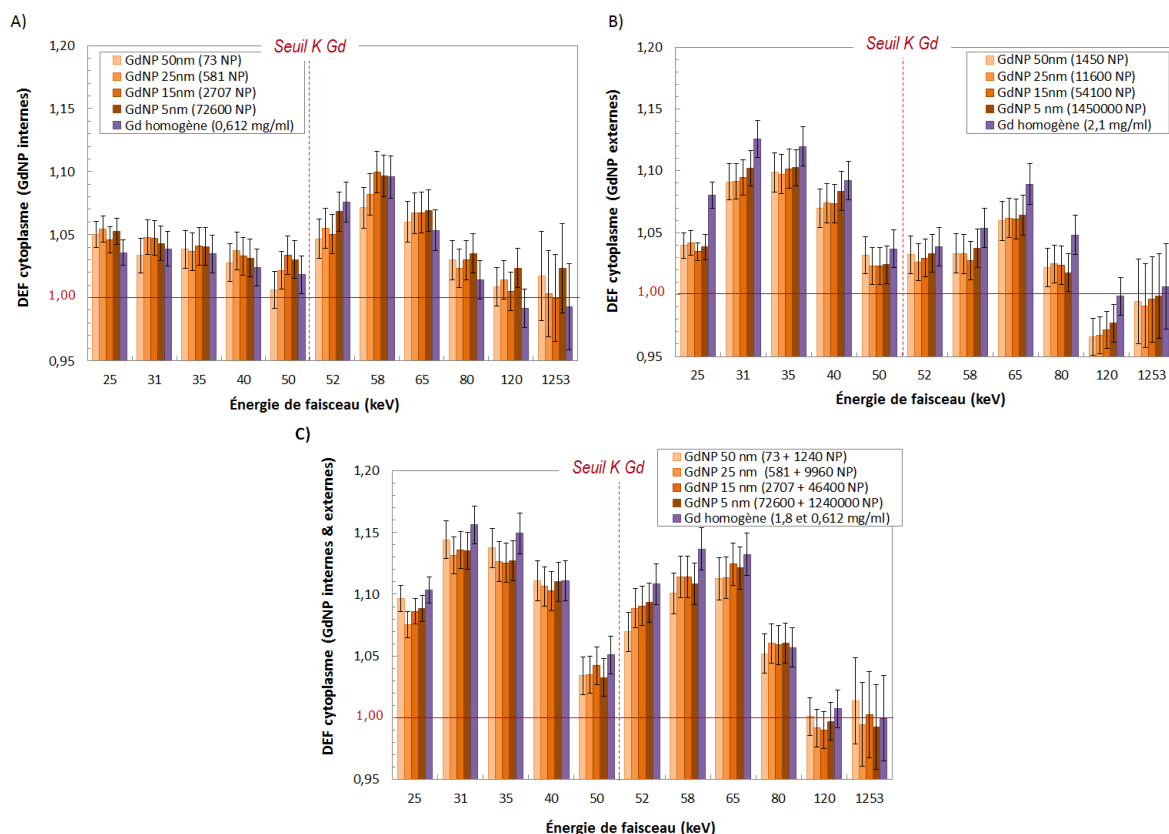 A)
Seuil K Gd
1,20
1,15
1,10
1,05
1,00
0,95
GdNP 50nm (73 NP)
GdNP 25nm (581 NP)
GdNP 15nm (2707 NP)
GdNP 5nm (72600 NP)
Gd homogène (0,612 mg/ml)
DEF cytoplasme (GdNP internes)
25 31 35 40 50 52 58 65 80 120 1253
Énergie de faisceau (keV)
B)
Seuil K Gd
1,20
1,15
1,10
1,05
1,00
0,95
GdNP 50nm (1450 NP)
GdNP 25nm (11600 NP)
GdNP 15nm (54100 NP)
GdNP 5 nm (1450000 NP)
Gd homogène (2,1 mg/ml)
DEF cytoplasme (GdNP externes)
25 31 35 40 50 52 58 65 80 120 1253
Énergie de faisceau (keV)
C)
Seuil K Gd
1,20
1,15
1,10
1,05
1,00
0,95
GdNP 50 nm (73 + 1240 NP)
GdNP 25 nm (581 + 9960 NP)
GdNP 15 nm (2707 + 46400 NP)
GdNP 5 nm (72600 + 1240000 NP)
Gd homogène (1,8 et 0,612 mg/ml)
DEF cytoplasme (GdNP internes & externes)
25 31 35 40 50 52 58 65 80 120 1253
Énergie de faisceau (keV)